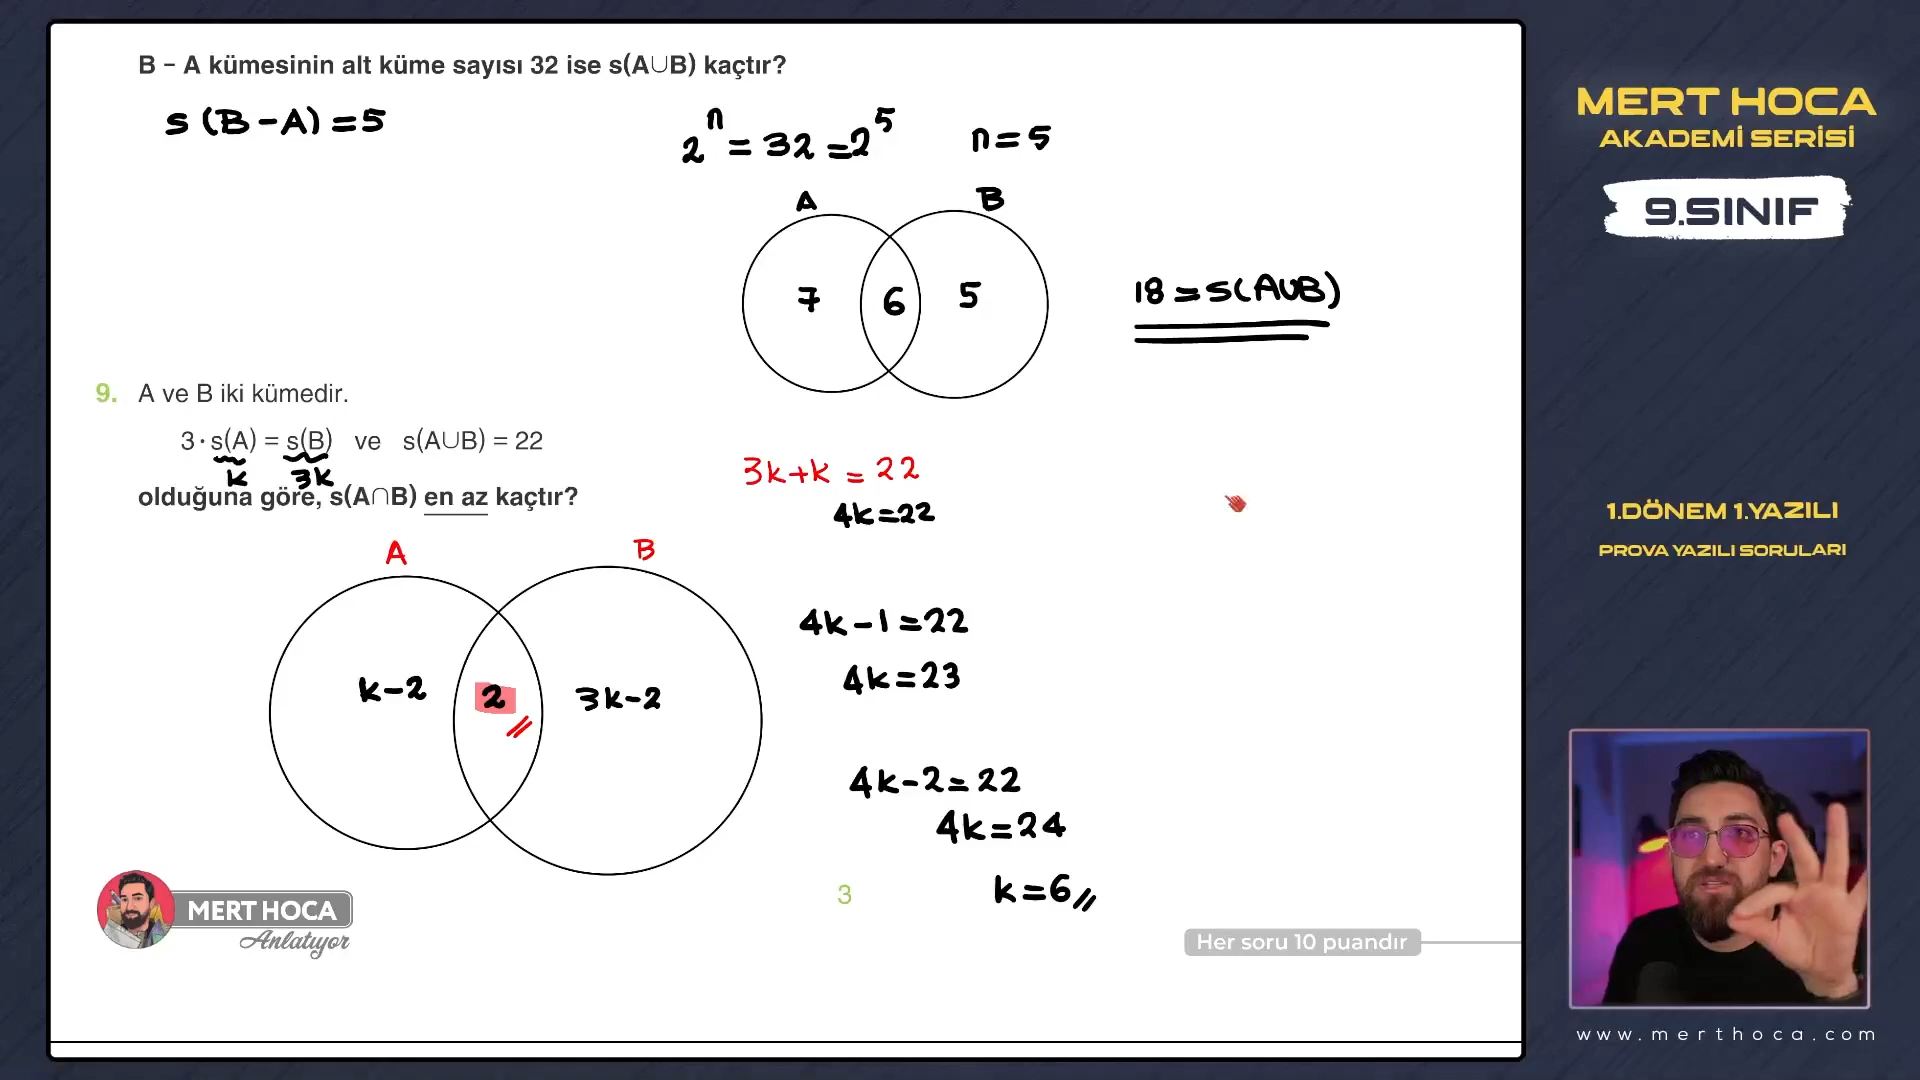 B – A kümesinin alt küme sayısı 32 ise s(A∪B) kaçtır?
s (B-A) = 5
2^n = 32 = 2^5
n = 5
A
B
7
6
5
18 = s(A∪B)
9. A ve B iki kümedir.
3 · s(A) = s(B) ve s(A∪B) = 22
k
3k
olduğuna göre, s(A∩B) en az kaçtır?
3k+k = 22
4k=22
A
B
k-2
2
3k-2
4k-1=22
4k=23
4k-2=22
4k=24
k=6
3
MERT HOCA
Anlatıyor
Her soru 10 puandır
MERT HOCA
AKADEMİ SERİSİ
9.SINIF
1.DÖNEM 1.YAZILI
PROVA YAZILI SORULARI
www.merthoca.com